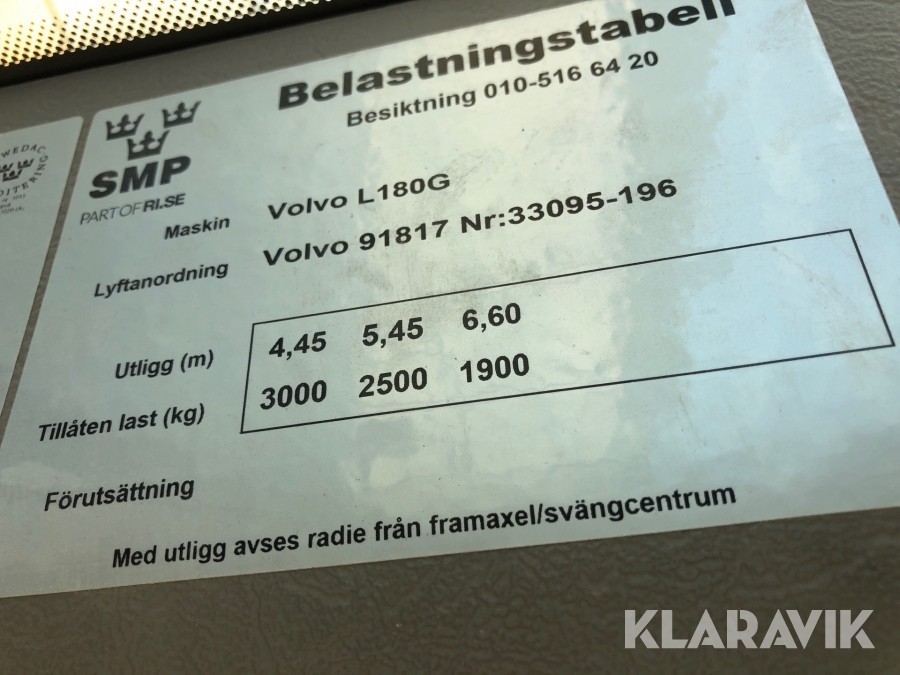 Belastningstabell
Besiktning 010-516 64 20
SMP
PART OF RI.SE
Maskin Volvo L180G
Lyftanordning Volvo 91817 Nr:33095-196
Utligg (m) 4,45 5,45 6,60
Tillåten last (kg) 3000 2500 1900
Förutsättning
Med utligg avses radie från framaxel/svängcentrum
KLARAVIK